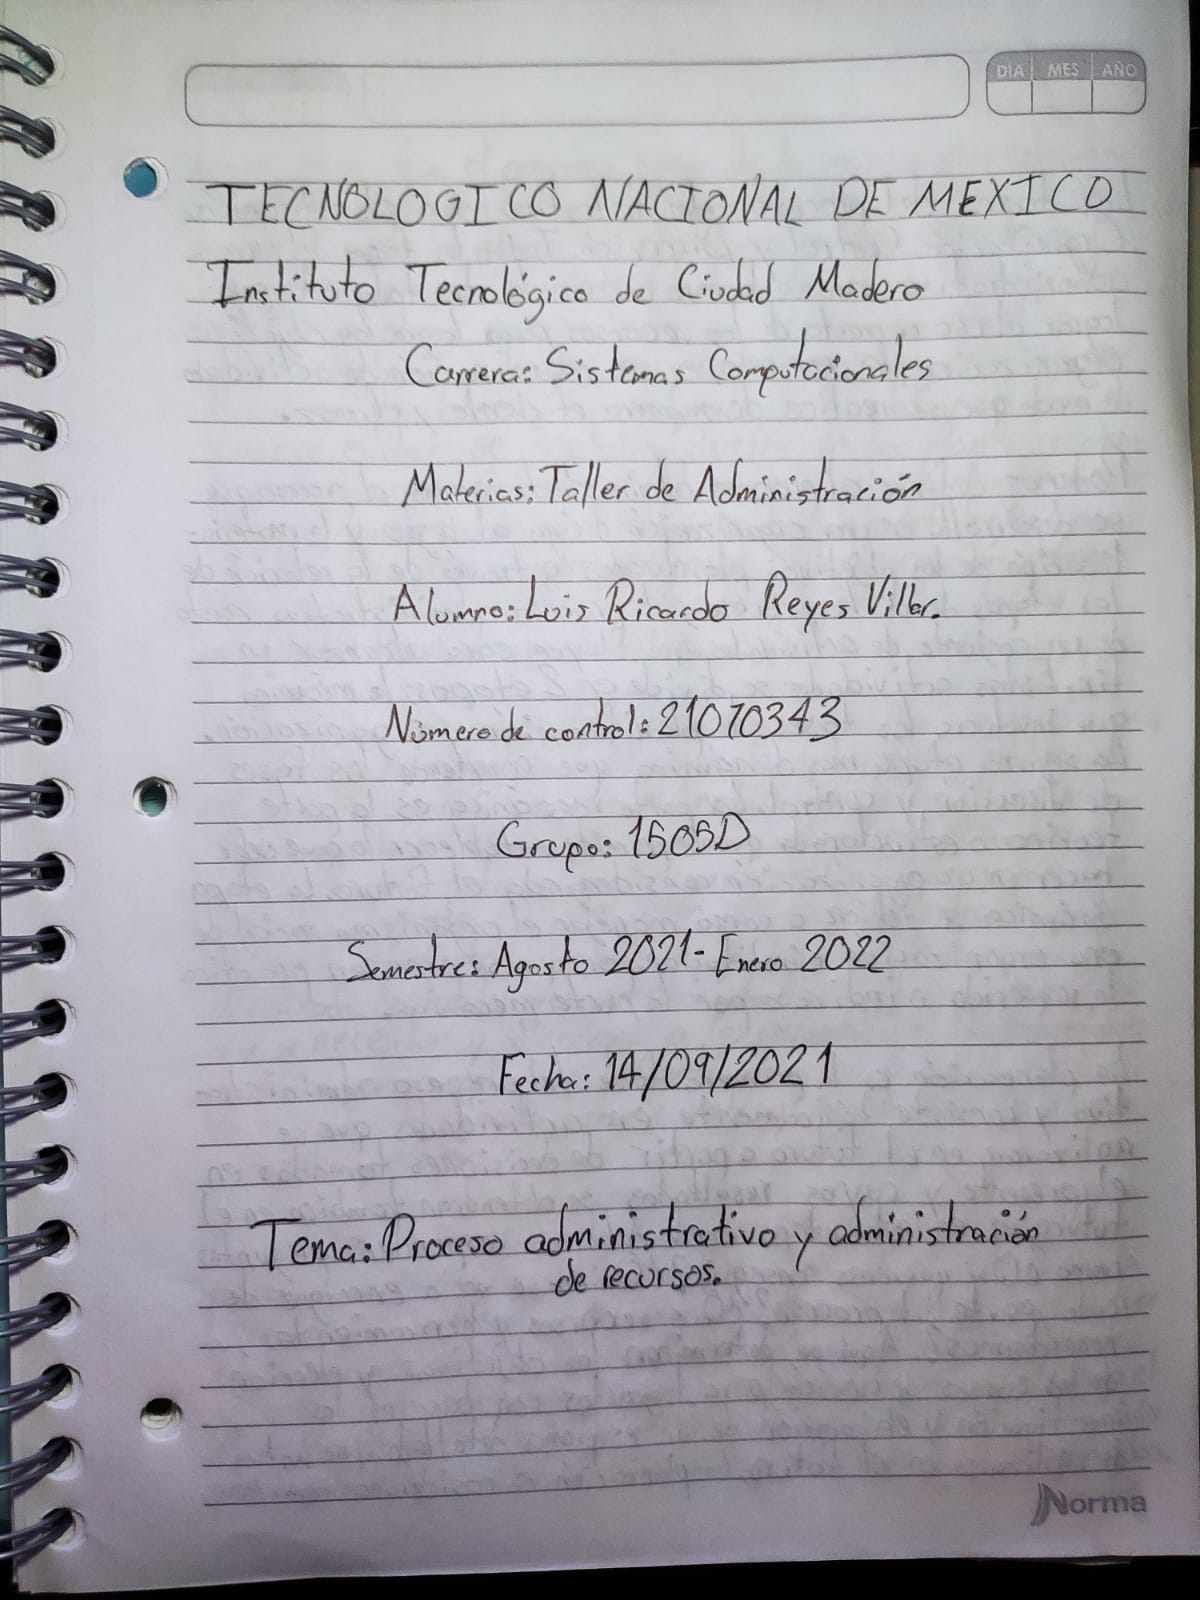 DÍA MES AÑO
TECNOLOGICO NACIONAL DE MEXICO
Instituto Tecnológico de Ciudad Madero
Carrera: Sistemas Computacionales
Materias: Taller de Administración
Alumno: Luis Ricardo Reyes Villar.
Número de control: 21070343
Grupo: 1505D
Semestre: Agosto 2021- Enero 2022
Fecha: 14/09/2021
Tema: Proceso administrativo y administración
de recursos.
Norma